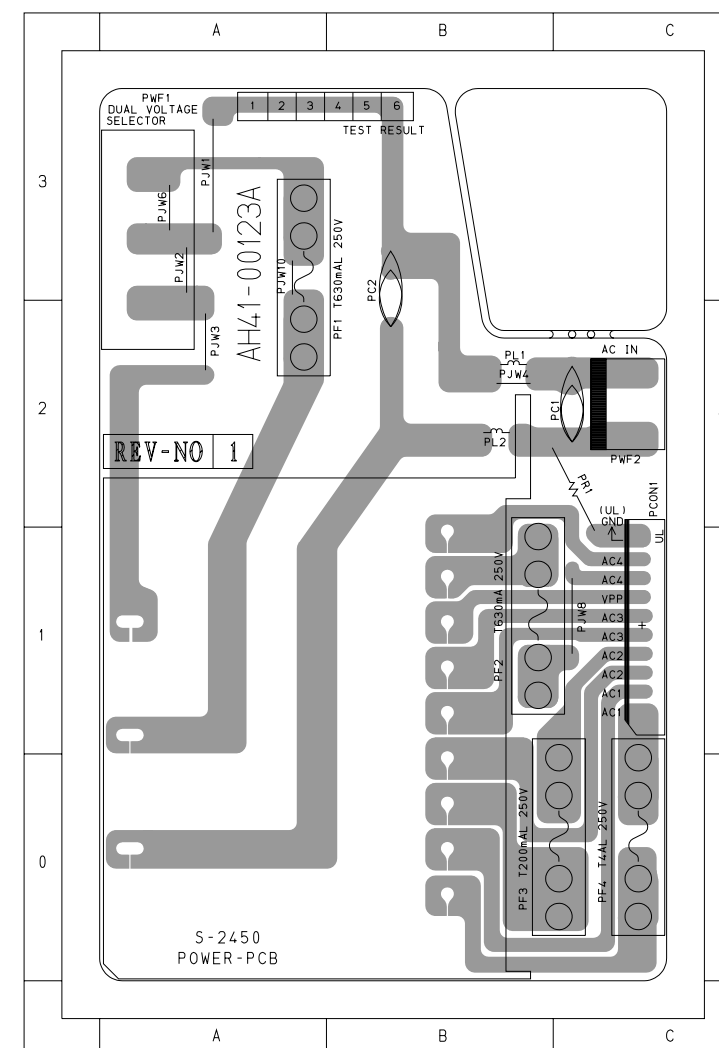 A B C
PWF1
DUAL VOLTAGE
SELECTOR
1 2 3 4 5 6
TEST RESULT
3
PJW1
PJW6
PJW2
AH41-00123A
PJW10
PF1 T630mAL 250V
PC2
PJW3
AC IN
PL1
PJW4
PC1
2
REV-NO 1
PL2
PWF2
PR1
PCON1
(UL)
GND
UL
AC4
AC4
VPP
AC3
AC3
AC2
AC2
AC1
AC1
+
PF2 T630mA 250V
PJW8
1
PF3 T200mAL 250V
PF4 T4AL 250V
0
S-2450
POWER-PCB
A B C